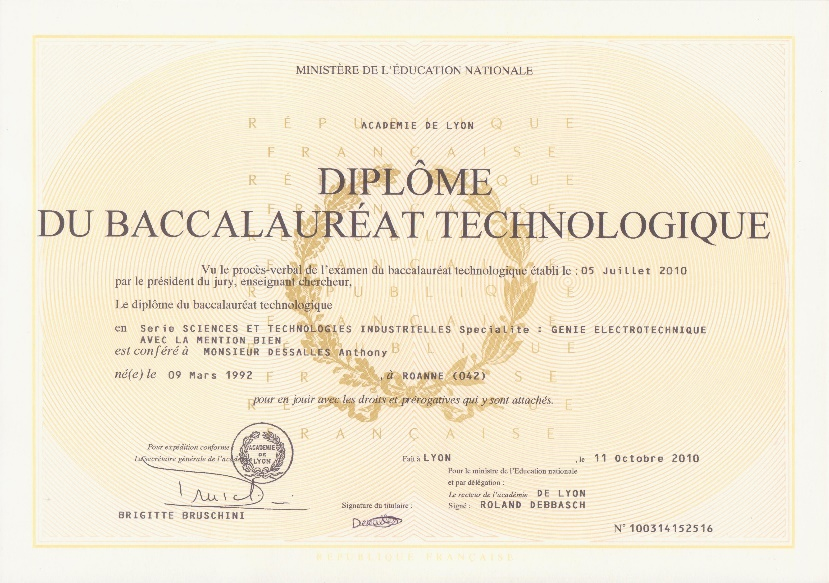 MINISTÈRE DE L'ÉDUCATION NATIONALE
ACADEMIE DE LYON
RÉPUBLIQUE
FRANÇAISE
DIPLÔME
DU BACCALAURÉAT TECHNOLOGIQUE
Vu le procès-verbal de l'examen du baccalauréat technologique établi le : 05 Juillet 2010
par le président du jury, enseignant chercheur,
Le diplôme du baccalauréat technologique
en Serie SCIENCES ET TECHNOLOGIES INDUSTRIELLES Specialite : GENIE ELECTROTECHNIQUE
AVEC LA MENTION BIEN
est conféré à MONSIEUR DESSALLES Anthony
né(e) le 09 Mars 1992 , à ROANNE (042)
pour en jouir avec les droits et prérogatives qui y sont attachés.
FRANÇAISE
Pour expédition conforme
La Secrétaire générale de l'académie
ACADEMIE
DE
LYON
BRIGITTE BRUSCHINI
Signature du titulaire :
Fait à LYON , le 11 Octobre 2010
Pour le ministre de l'Education nationale
et par délégation :
Le recteur de l'académie DE LYON
Signé : ROLAND DEBBASCH
N° 100314152516
RÉPUBLIQUE FRANÇAISE